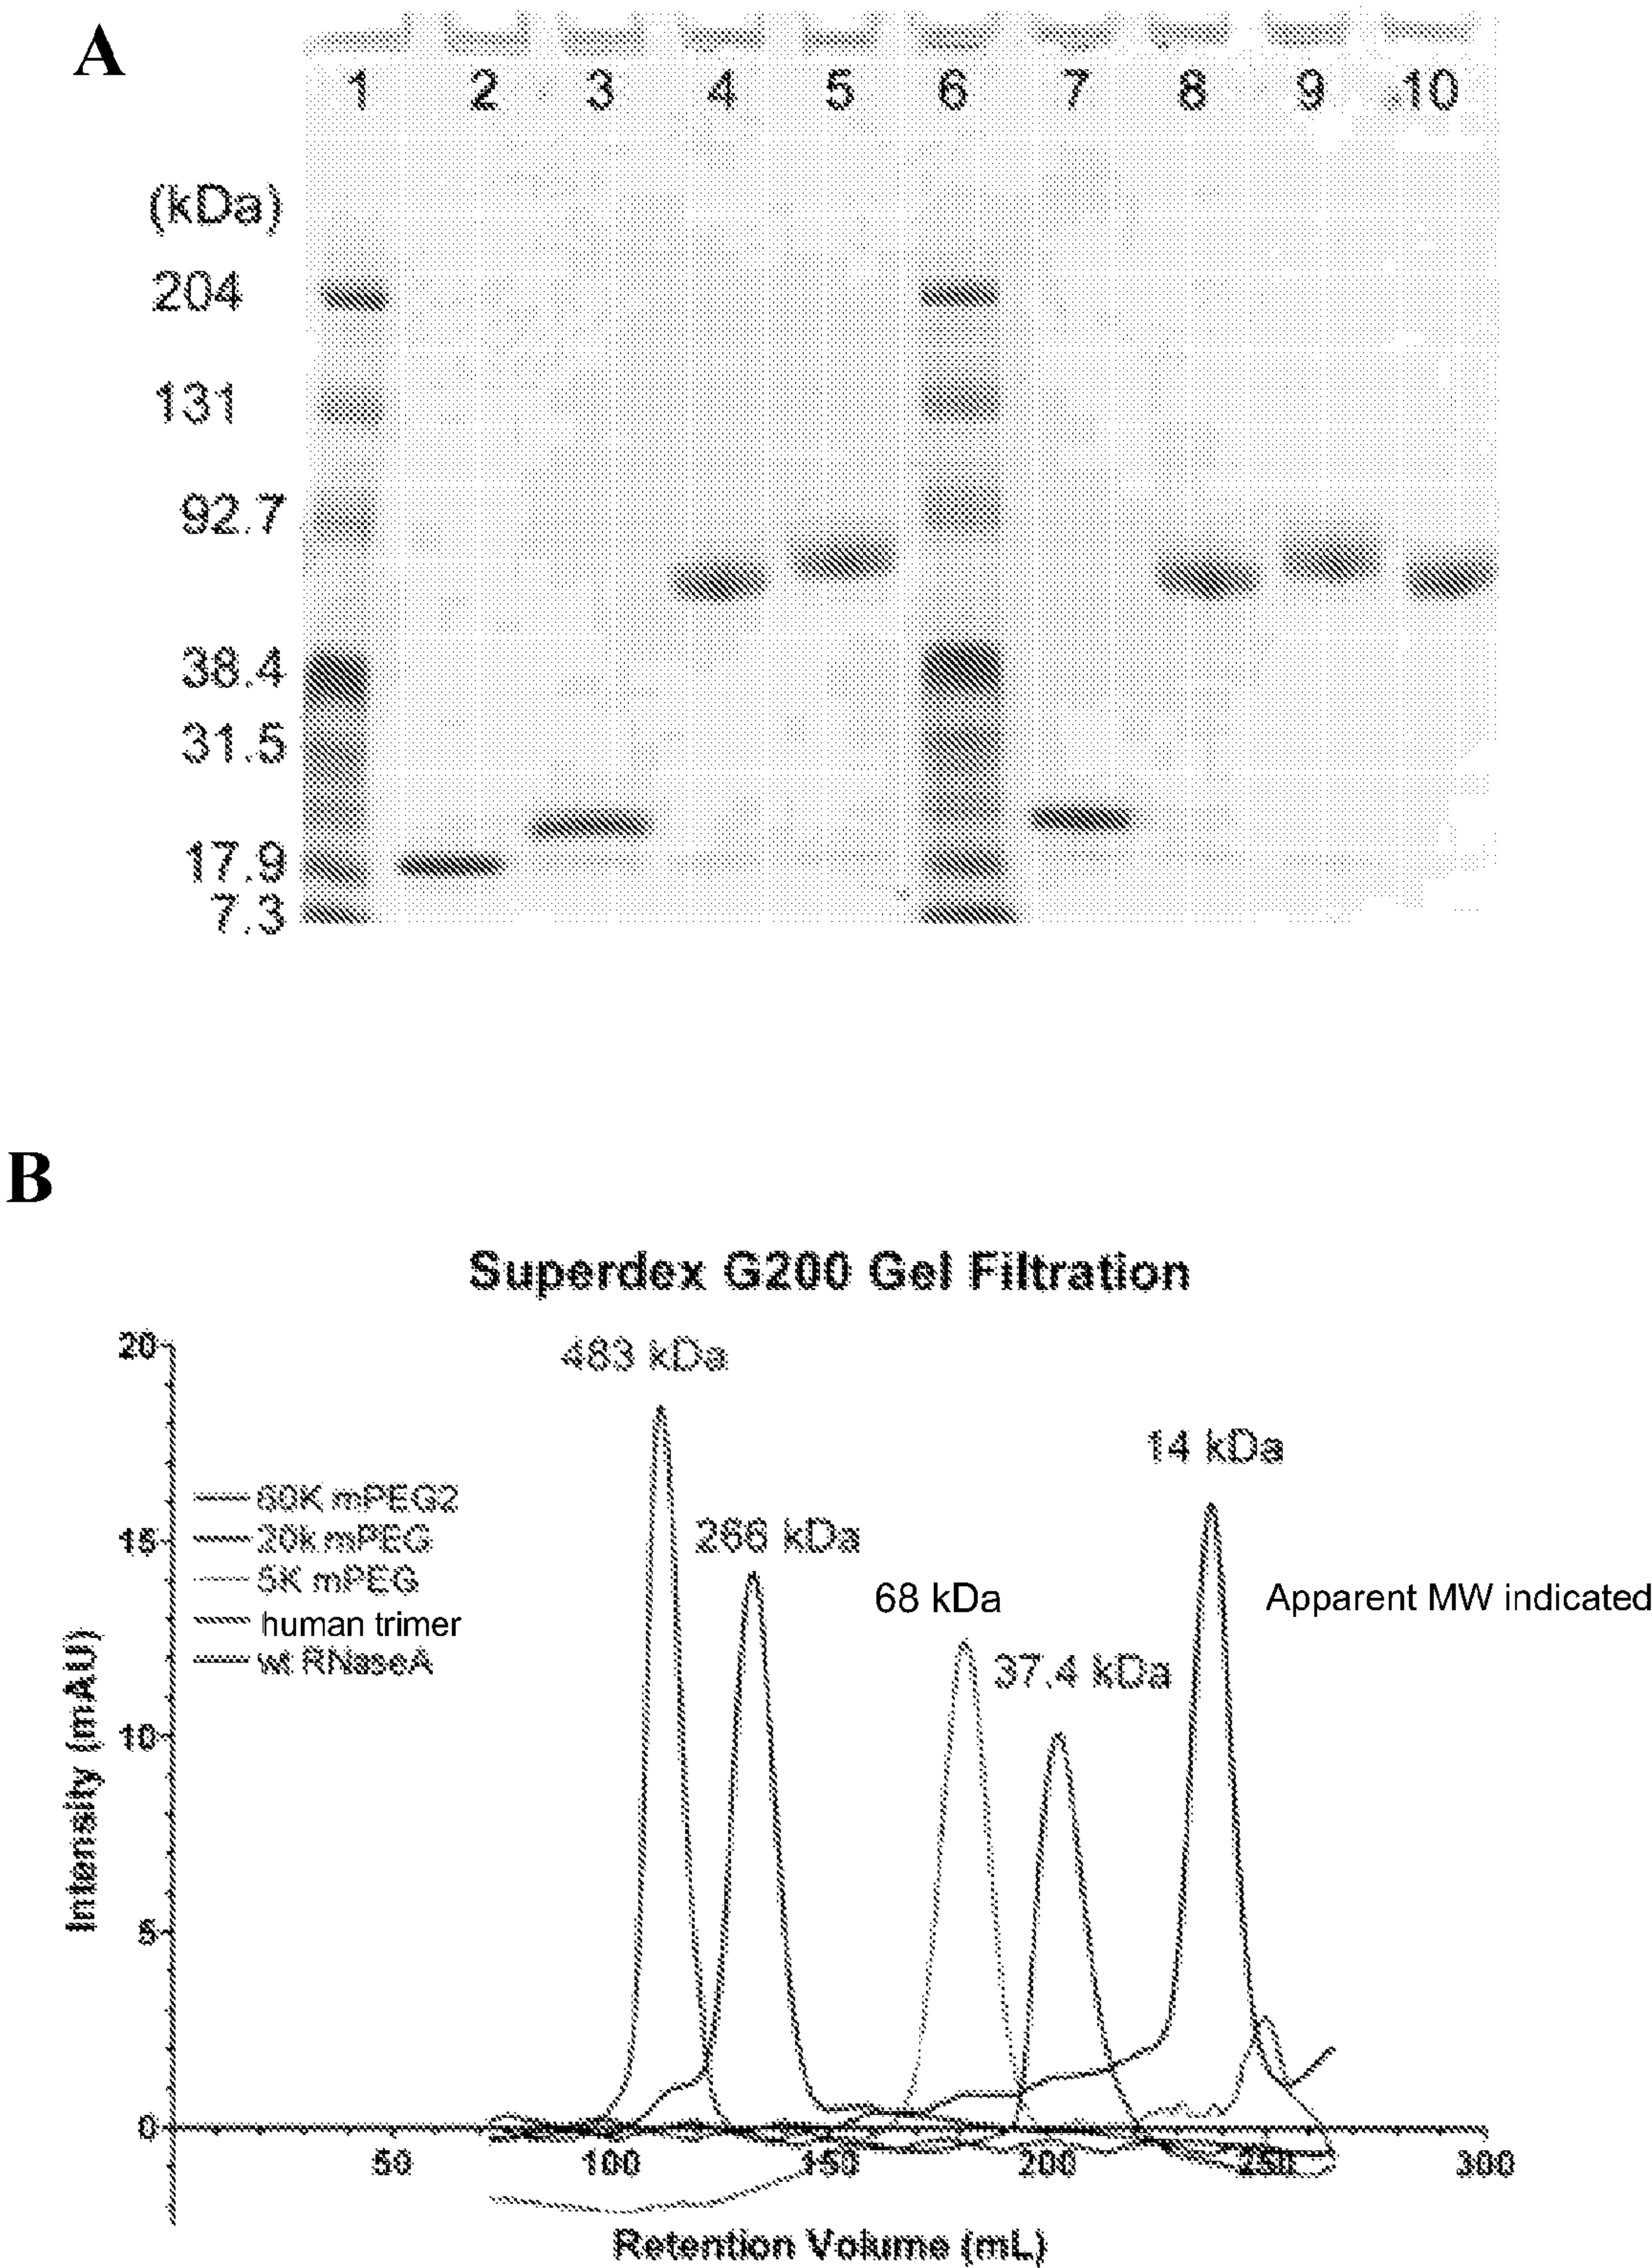 A
1 2 3 4 5 6 7 8 9 10
(kDa)
204
131
92.7
38.4
31.5
17.9
7.3
B
Superdex G200 Gel Filtration
483 kDa
266 kDa
68 kDa
37.4 kDa
14 kDa
Apparent MW indicated
60K mPEG2
20k mPEG
5K mPEG
human trimer
wt RNaseA
Intensity (mAU)
20
15
10
5
0
50 100 150 200 250 300
Retention Volume (mL)